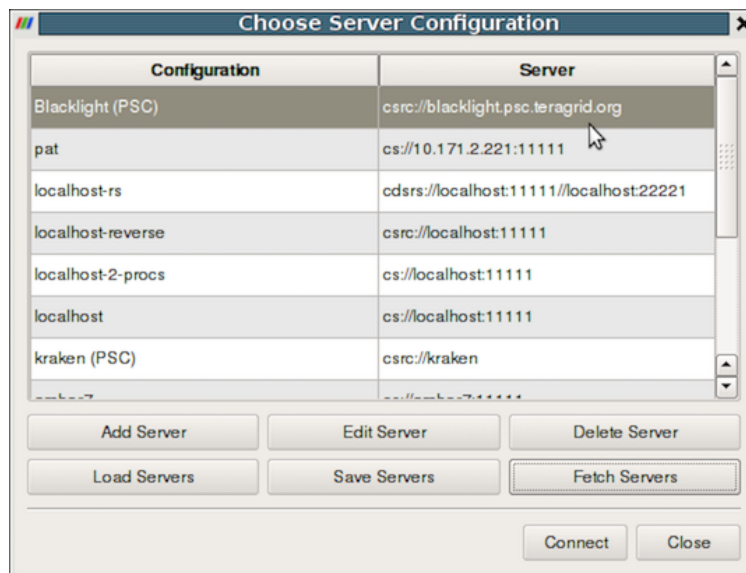 Choose Server Configuration
Configuration Server
Blacklight (PSC) csrc://blacklight.psc.teragrid.org
pat cs://10.171.2.221:11111
localhost-rs cdsrs://localhost:11111//localhost:22221
localhost-reverse csrc://localhost:11111
localhost-2-procs cs://localhost:11111
localhost cs://localhost:11111
kraken (PSC) csrc://kraken
Add Server Edit Server Delete Server
Load Servers Save Servers Fetch Servers
Connect Close